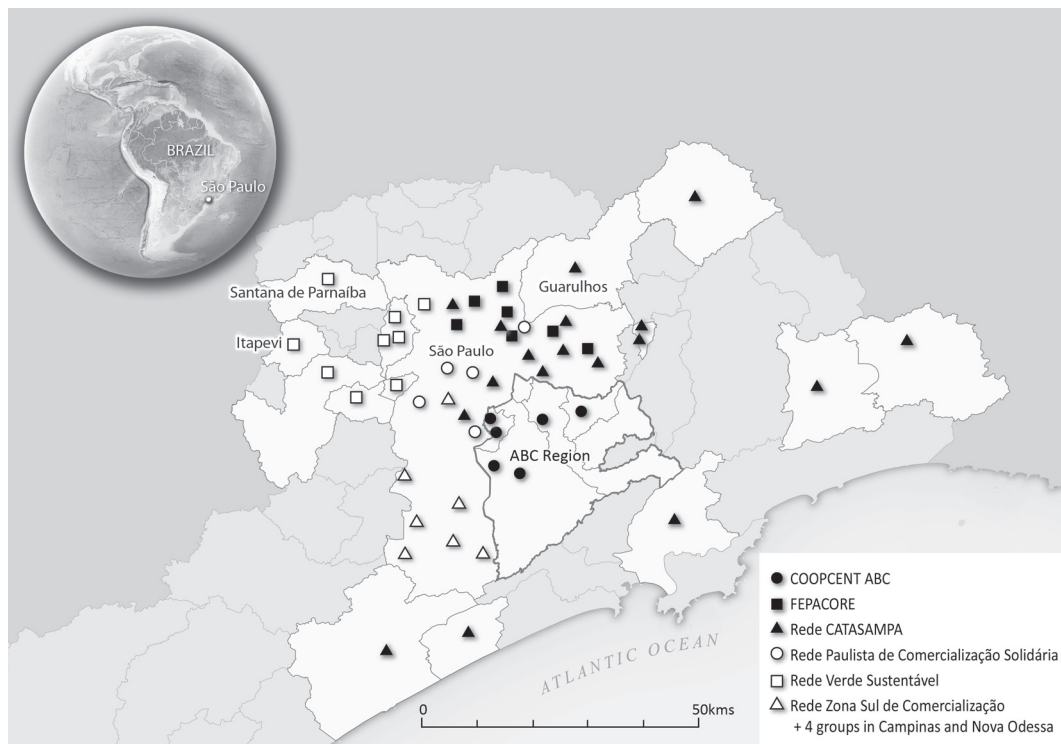 BRAZIL
São Paulo
Santana de Parnaíba
Guarulhos
Itapevi
São Paulo
ABC Region
COOPCENT ABC
FEPACORE
Rede CATASAMPA
Rede Paulista de Comercialização Solidária
Rede Verde Sustentável
Rede Zona Sul de Comercialização
+ 4 groups in Campinas and Nova Odessa
ATLANTIC OCEAN
0 50kms